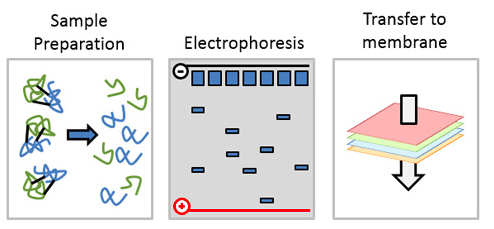 Sample
Preparation
Electrophoresis
Transfer to
membrane